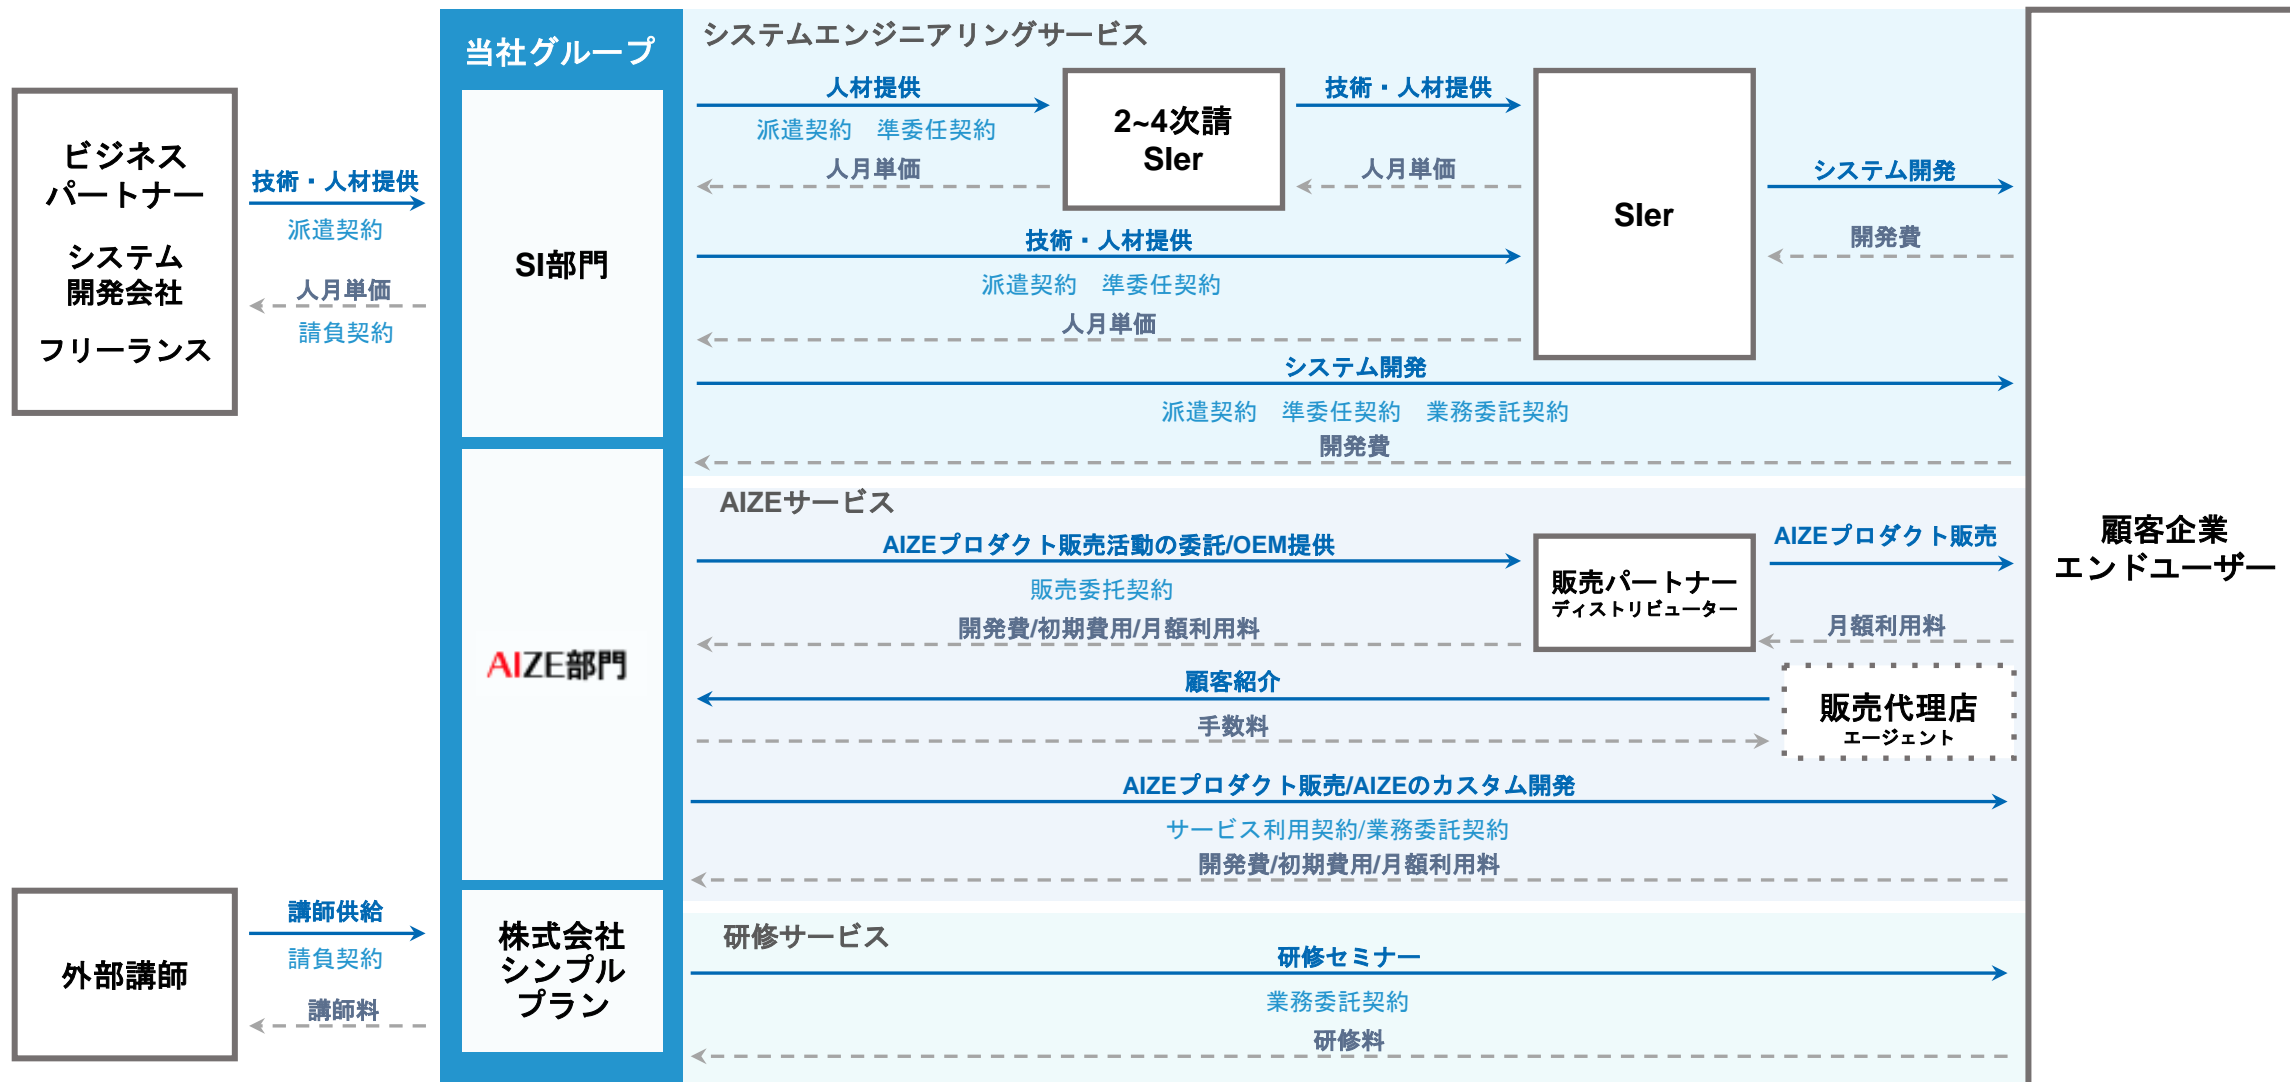 当社グループ
ビジネス
パートナー
システム
開発会社
フリーランス
技術・人材提供
派遣契約
人月単価
請負契約
SI部門
システムエンジニアリングサービス
人材提供
派遣契約　準委任契約
人月単価
2~4次請
SIer
技術・人材提供
人月単価
SIer
システム開発
開発費
技術・人材提供
派遣契約　準委任契約
人月単価
システム開発
派遣契約　準委任契約　業務委託契約
開発費
AIZE部門
AIZEサービス
AIZEプロダクト販売活動の委託/OEM提供
販売委托契約
開発費/初期費用/月額利用料
販売パートナー
ディストリビューター
AIZEプロダクト販売
月額利用料
顧客紹介
手数料
販売代理店
エージェント
AIZEプロダクト販売/AIZEのカスタム開発
サービス利用契約/業務委託契約
開発費/初期費用/月額利用料
顧客企業
エンドユーザー
外部講師
講師供給
請負契約
講師料
株式会社
シンプル
プラン
研修サービス
研修セミナー
業務委託契約
研修料